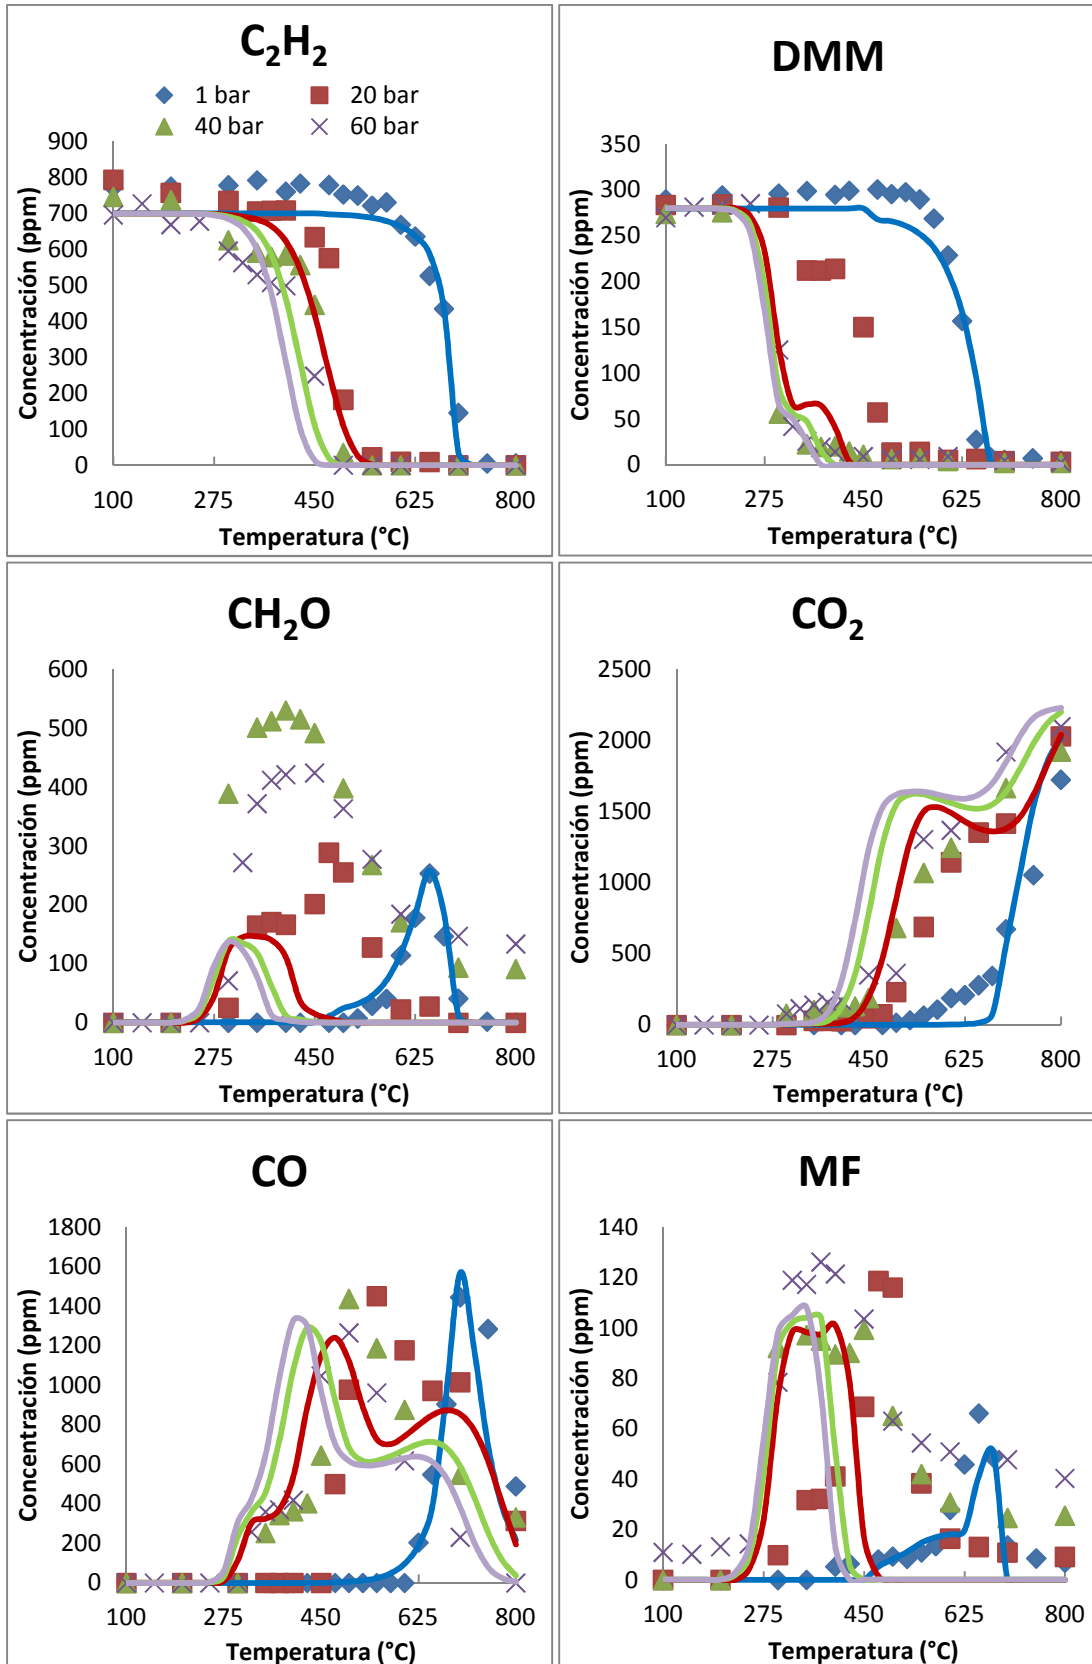 C₂H₂
1 bar 20 bar
40 bar 60 bar
900
800
700
600
500
400
300
200
100
0
Concentración (ppm)
100 275 450 625 800
Temperatura (°C)
DMM
350
300
250
200
150
100
50
0
Concentración (ppm)
100 275 450 625 800
Temperatura (°C)
CH₂O
600
500
400
300
200
100
0
Concentración (ppm)
100 275 450 625 800
Temperatura (°C)
CO₂
2500
2000
1500
1000
500
0
Concentración (ppm)
100 275 450 625 800
Temperatura (°C)
CO
1800
1600
1400
1200
1000
800
600
400
200
0
Concentración (ppm)
100 275 450 625 800
Temperatura (°C)
MF
140
120
100
80
60
40
20
0
Concentración (ppm)
100 275 450 625 800
Temperatura (°C)